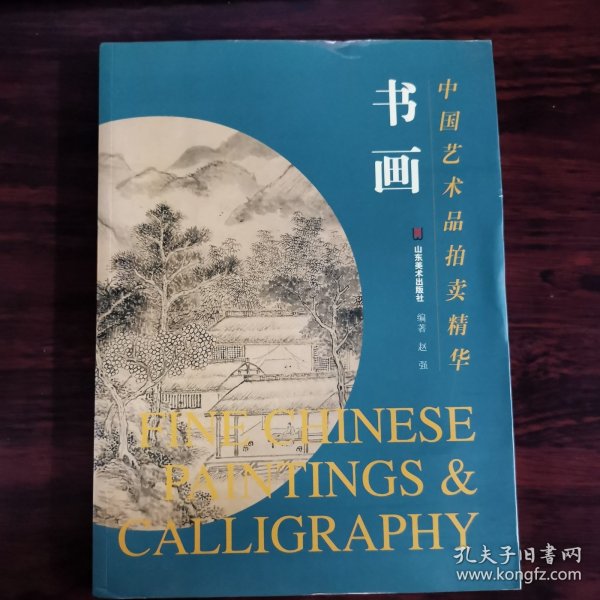 中国艺术品拍卖精华
书画
山东美术出版社
编著 赵强
FINE CHINESE
PAINTINGS &
CALLIGRAPHY
孔夫子旧书网
www.kongfz.com